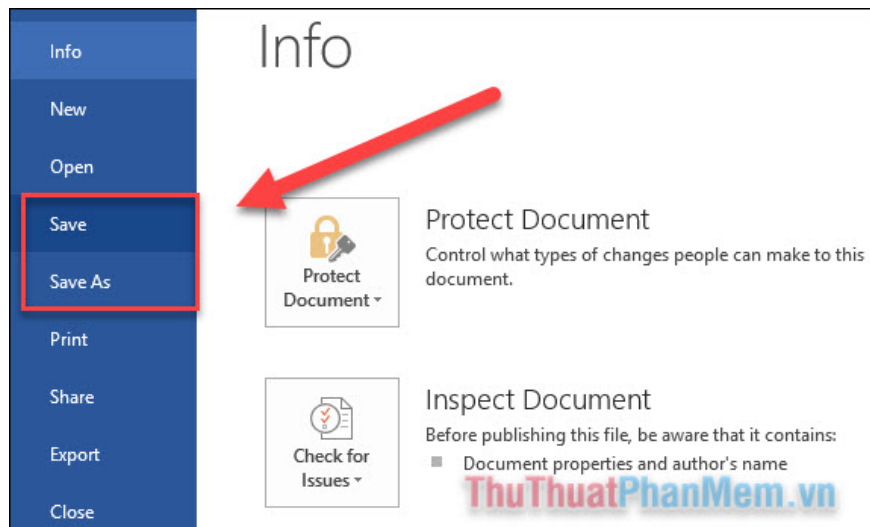 Info
New
Open
Save
Save As
Print
Share
Export
Close
Info
Protect
Document
Protect Document
Control what types of changes people can make to this
document.
Check for
Issues
Inspect Document
Before publishing this file, be aware that it contains:
Document properties and author's name
ThuThuatPhanMem.vn